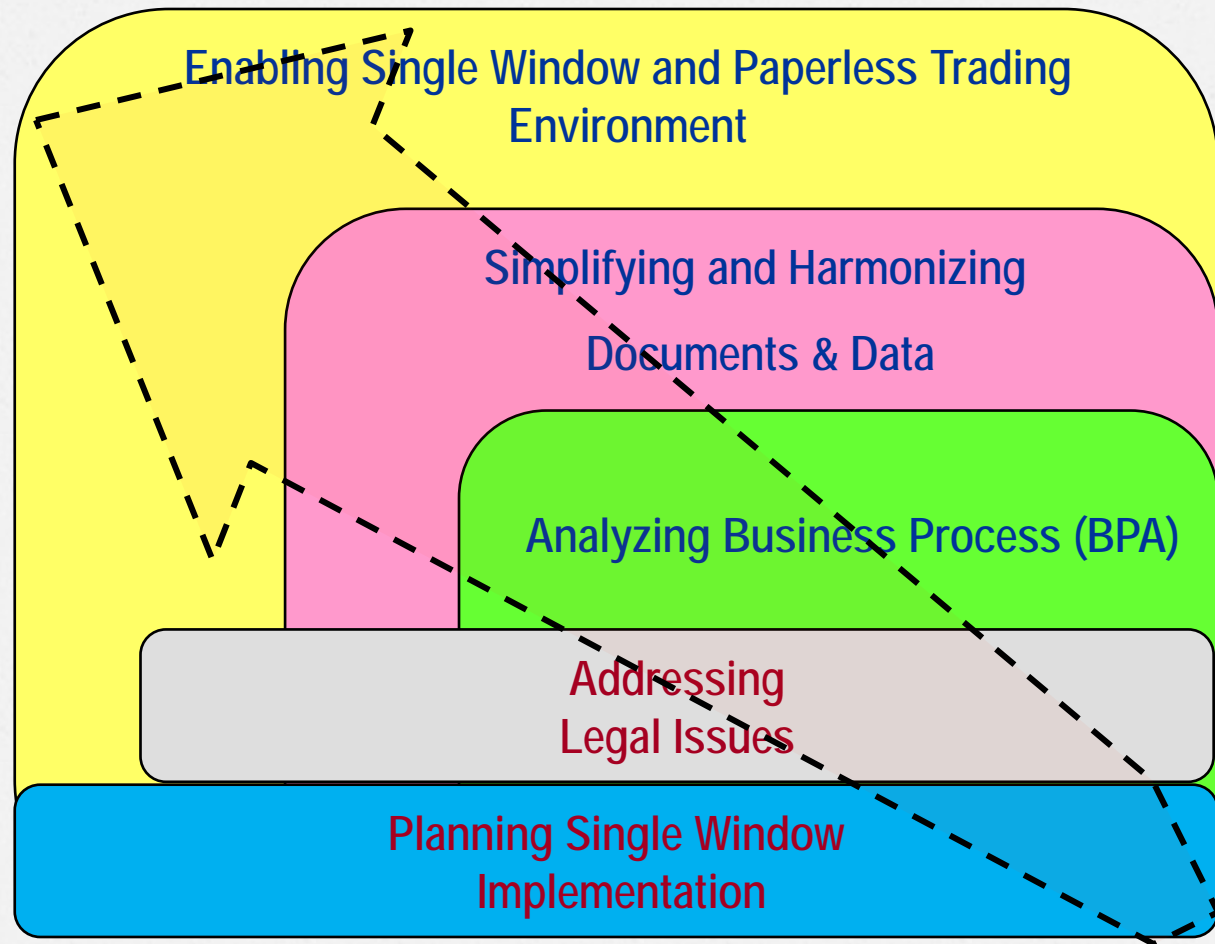 Enabling Single Window and Paperless Trading
Environment
Simplifying and Harmonizing
Documents & Data
Analyzing Business Process (BPA)
Addressing
Legal Issues
Planning Single Window
Implementation